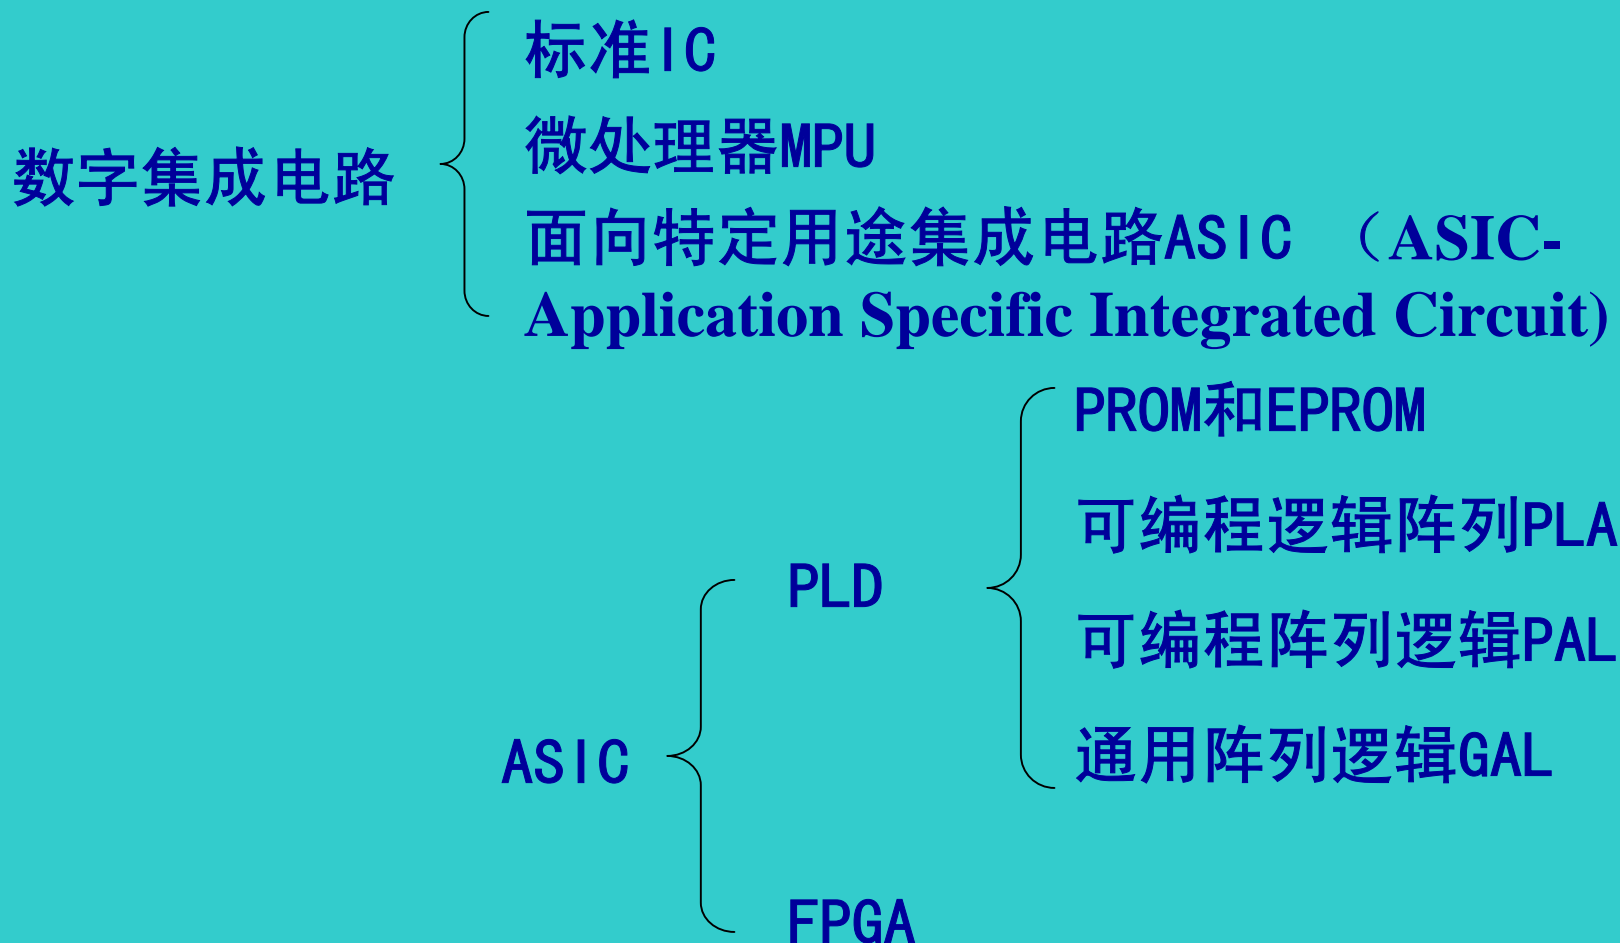 标准IC
微处理器MPU
数字集成电路
面向特定用途集成电路ASIC （ASIC-
Application Specific Integrated Circuit)
PROM和EPROM
可编程逻辑阵列PLA
PLD
可编程阵列逻辑PAL
通用阵列逻辑GAL
ASIC
FPGA